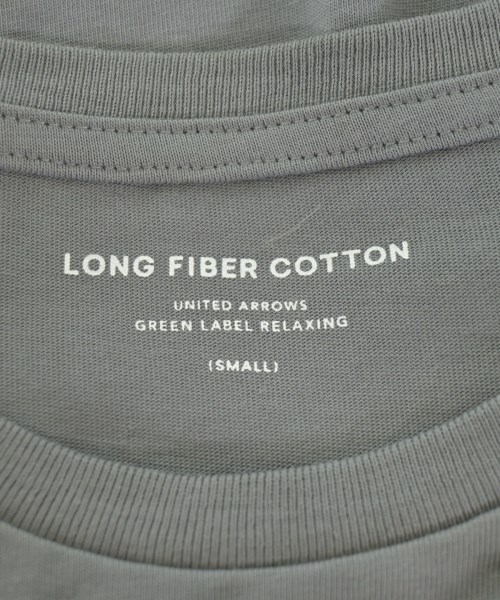 LONG FIBER COTTON
UNITED ARROWS
GREEN LABEL RELAXING
(SMALL)